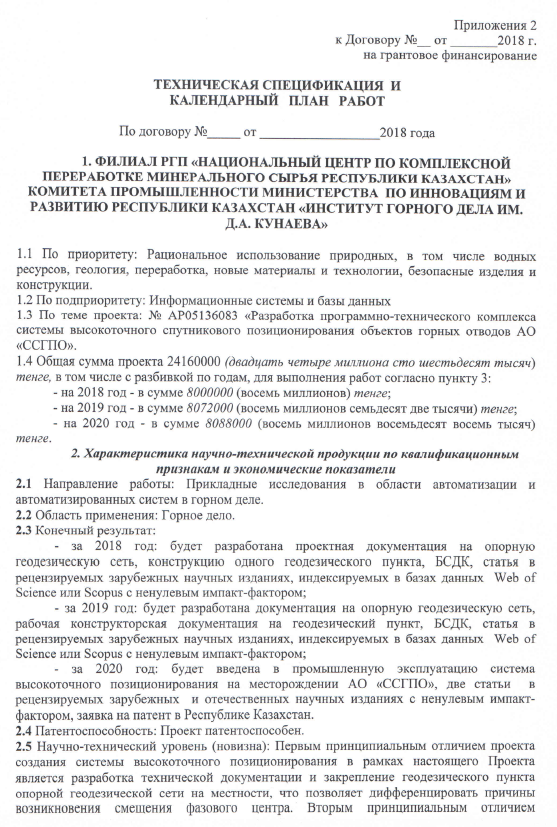 Приложения 2
к Договору №__ от _______2018 г.
на грантовое финансирование
ТЕХНИЧЕСКАЯ СПЕЦИФИКАЦИЯ И
КАЛЕНДАРНЫЙ ПЛАН РАБОТ
По договору №_____ от __________________2018 года
1. ФИЛИАЛ РГП «НАЦИОНАЛЬНЫЙ ЦЕНТР ПО КОМПЛЕКСНОЙ
ПЕРЕРАБОТКЕ МИНЕРАЛЬНОГО СЫРЬЯ РЕСПУБЛИКИ КАЗАХСТАН»
КОМИТЕТА ПРОМЫШЛЕННОСТИ МИНИСТЕРСТВА ПО ИННОВАЦИЯМ И
РАЗВИТИЮ РЕСПУБЛИКИ КАЗАХСТАН «ИНСТИТУТ ГОРНОГО ДЕЛА ИМ.
Д.А. КУНАЕВА»
1.1 По приоритету: Рациональное использование природных, в том числе водных
ресурсов, геология, переработка, новые материалы и технологии, безопасные изделия и
конструкции.
1.2 По подприоритету: Информационные системы и базы данных
1.3 По теме проекта: № АР05136083 «Разработка программно-технического комплекса
системы высокоточного спутникового позиционирования объектов горных отводов АО
«ССГПО».
1.4 Общая сумма проекта 24160000 (двадцать четыре миллиона сто шестьдесят тысяч)
тенге, в том числе с разбивкой по годам, для выполнения работ согласно пункту 3:
- на 2018 год - в сумме 8000000 (восемь миллионов) тенге;
- на 2019 год - в сумме 8072000 (восемь миллионов семьдесят две тысячи) тенге;
- на 2020 год - в сумме 8088000 (восемь миллионов восемьдесят восемь тысяч)
тенге.
2. Характеристика научно-технической продукции по квалификационным
признакам и экономические показатели
2.1 Направление работы: Прикладные исследования в области автоматизации и
автоматизированных систем в горном деле.
2.2 Область применения: Горное дело.
2.3 Конечный результат:
- за 2018 год: будет разработана проектная документация на опорную
геодезическую сеть, конструкцию одного геодезического пункта, БСДК, статья в
рецензируемых зарубежных научных изданиях, индексируемых в базах данных Web of
Science или Scopus с ненулевым импакт-фактором;
- за 2019 год: будет разработана документация на опорную геодезическую сеть,
рабочая конструкторская документация на геодезический пункт, БСДК, статья в
рецензируемых зарубежных научных изданиях, индексируемых в базах данных Web of
Science или Scopus с ненулевым импакт-фактором;
- за 2020 год: будет введена в промышленную эксплуатацию система
высокоточного позиционирования на месторождении АО «ССГПО», две статьи в
рецензируемых зарубежных и отечественных научных изданиях с ненулевым импакт-
фактором, заявка на патент в Республике Казахстан.
2.4 Патентоспособность: Проект патентоспособен.
2.5 Научно-технический уровень (новизна): Первым принципиальным отличием проекта
создания системы высокоточного позиционирования в рамках настоящего Проекта
является разработка технической документации и закрепление геодезического пункта
опорной геодезической сети на местности, что позволяет дифференцировать причины
возникновения смещения фазового центра. Вторым принципиальным отличием